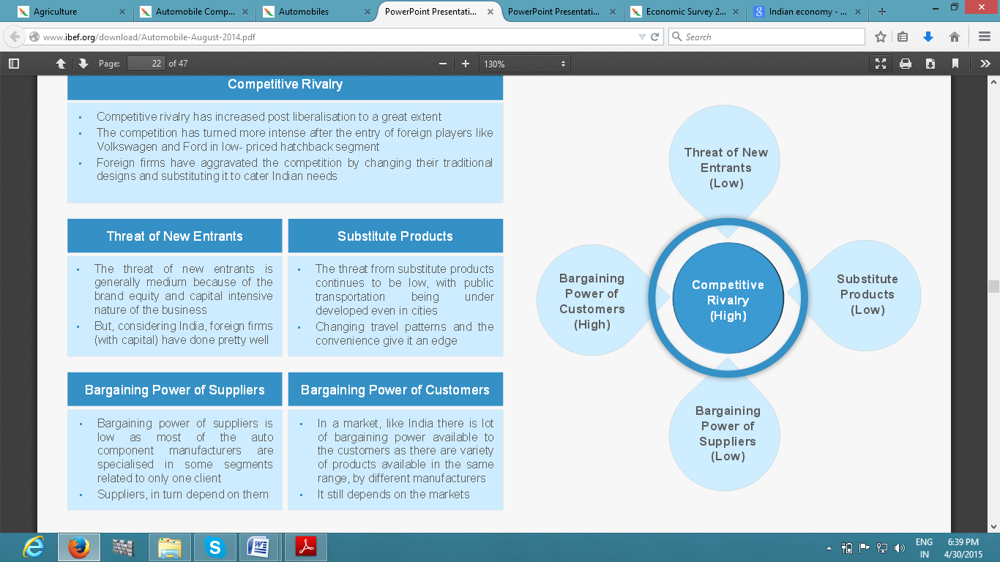 Agriculture
Automobile Comp...
Automobiles
PowerPoint Presentati...
PowerPoint Presentati...
Economic Survey 2...
Indian economy - ...
www.ibef.org/download/Automobile-August-2014.pdf
Search
Page: 22 of 47
130%
Competitive Rivalry
• Competitive rivalry has increased post liberalisation to a great extent
• The competition has turned more intense after the entry of foreign players like
Volkswagen and Ford in low- priced hatchback segment
• Foreign firms have aggravated the competition by changing their traditional
designs and substituting it to cater Indian needs
Threat of New Entrants
• The threat of new entrants is
generally medium because of the
brand equity and capital intensive
nature of the business
• But, considering India, foreign firms
(with capital) have done pretty well
Substitute Products
• The threat from substitute products
continues to be low, with public
transportation being under
developed even in cities
• Changing travel patterns and the
convenience give it an edge
Bargaining Power of Suppliers
• Bargaining power of suppliers is
low as most of the auto
component manufacturers are
specialised in some segments
related to only one client
• Suppliers, in turn depend on them
Bargaining Power of Customers
• In a market, like India there is lot
of bargaining power available to
the customers as there are variety
of products available in the same
range, by different manufacturers
• It still depends on the markets
Threat of New
Entrants
(Low)
Bargaining
Power of
Customers
(High)
Competitive
Rivalry
(High)
Substitute
Products
(Low)
Bargaining
Power of
Suppliers
(Low)
ENG
IN
6:39 PM
4/30/2015